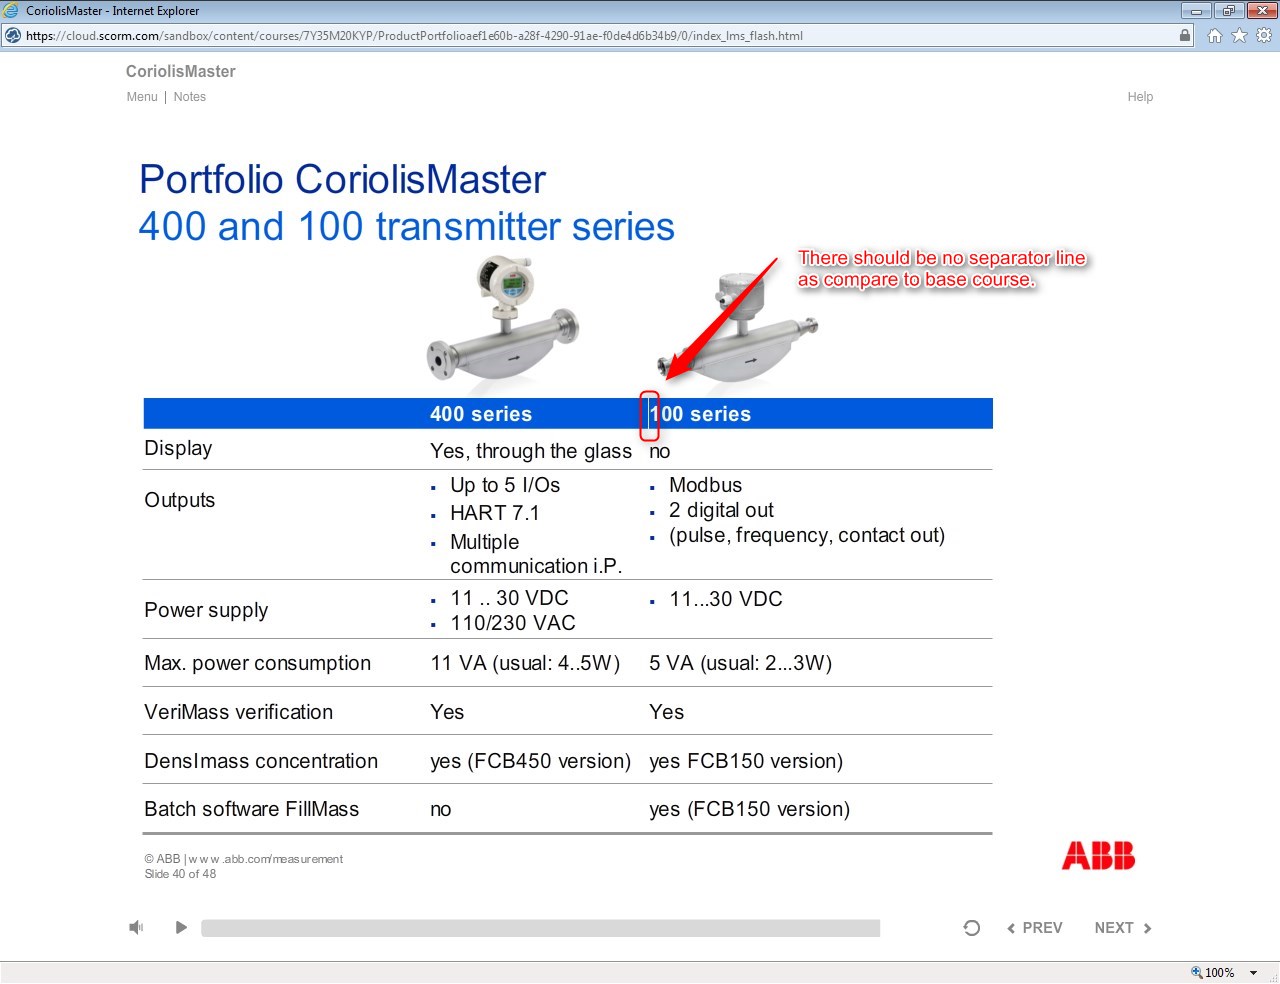 CoriolisMaster - Internet Explorer
https://cloud.scorm.com/sandbox/content/courses/7Y35M20KYP/ProductPortfolioaef1e60b-a28f-4290-91ae-f0de4d6b34b9/0/index_lms_flash.html
CoriolisMaster
Menu | Notes
Help
Portfolio CoriolisMaster
400 and 100 transmitter series
There should be no separator line
as compare to base course.
400 series 100 series
Display Yes, through the glass no
Outputs
▪ Up to 5 I/Os
▪ HART 7.1
▪ Multiple
communication i.P.
▪ Modbus
▪ 2 digital out
▪ (pulse, frequency, contact out)
Power supply
▪ 11 .. 30 VDC
▪ 110/230 VAC
▪ 11...30 VDC
Max. power consumption 11 VA (usual: 4..5W) 5 VA (usual: 2...3W)
VeriMass verification Yes Yes
DensImass concentration yes (FCB450 version) yes FCB150 version)
Batch software FillMass no yes (FCB150 version)
© ABB | www.abb.com/measurement
Slide 40 of 48
ABB
PREV NEXT
100%